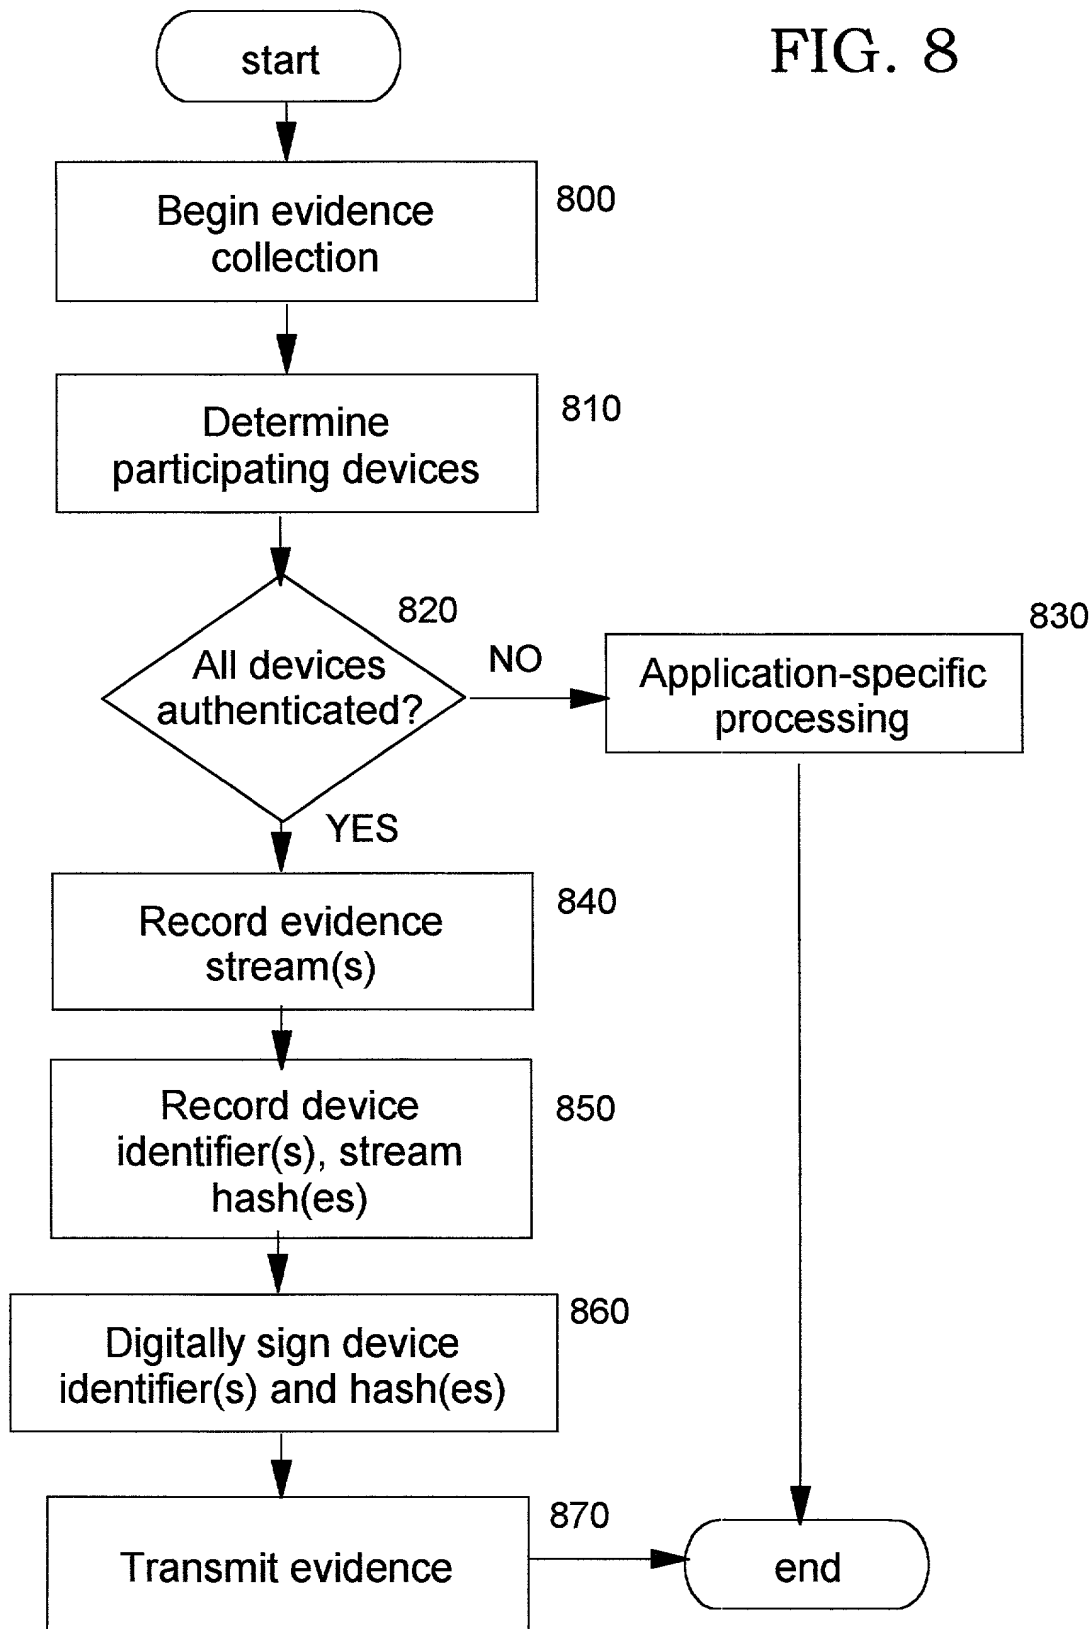 FIG. 8
start
Begin evidence
collection
800
Determine
participating devices
810
All devices
authenticated?
820
NO
YES
Application-specific
processing
830
Record evidence
stream(s)
840
Record device
identifier(s), stream
hash(es)
850
Digitally sign device
identifier(s) and hash(es)
860
Transmit evidence
870
end